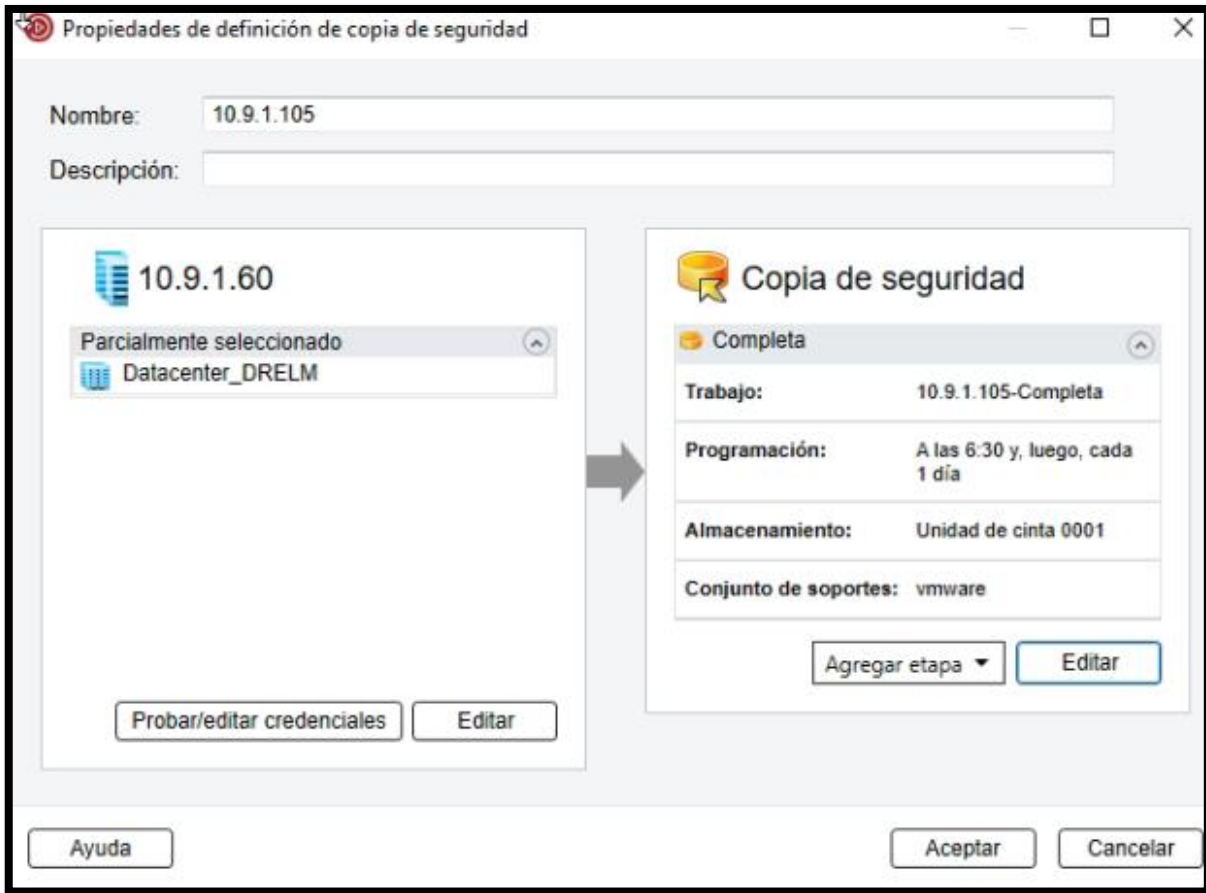 Propiedades de definición de copia de seguridad
Nombre: 10.9.1.105
Descripción:
10.9.1.60
Parcialmente seleccionado
Datacenter_DRELM
Probar/editar credenciales Editar
Copia de seguridad
Completa
Trabajo: 10.9.1.105-Completa
Programación: A las 6:30 y, luego, cada
1 día
Almacenamiento: Unidad de cinta 0001
Conjunto de soportes: vmware
Agregar etapa Editar
Ayuda Aceptar Cancelar